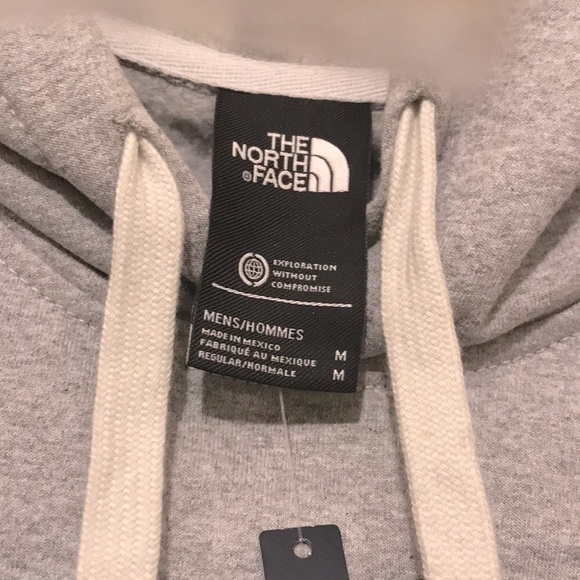 THE
NORTH
FACE
EXPLORATION
WITHOUT
COMPROMISE
MENS/HOMMES
MADE IN MEXICO M
FABRIQUÉ AU MEXIQUE
REGULAR/NORMALE M